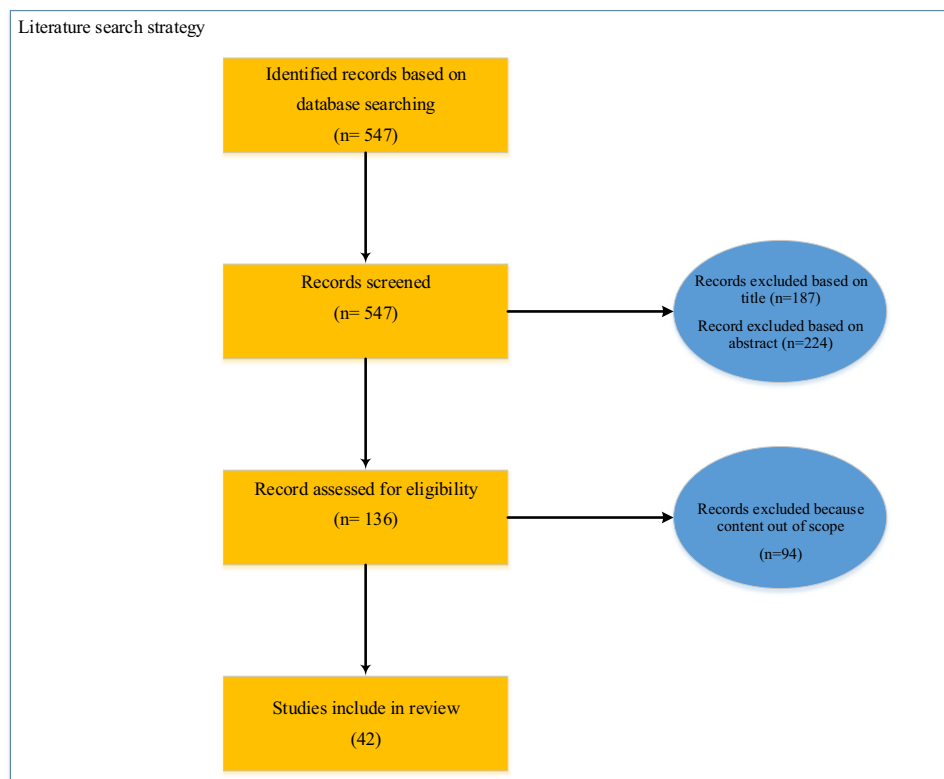 Literature search strategy
Identified records based on
database searching
(n= 547)
Records screened
(n= 547)
Records excluded based on
title (n=187)
Record excluded based on
abstract (n=224)
Record assessed for eligibility
(n= 136)
Records excluded because
content out of scope
(n=94)
Studies include in review
(42)